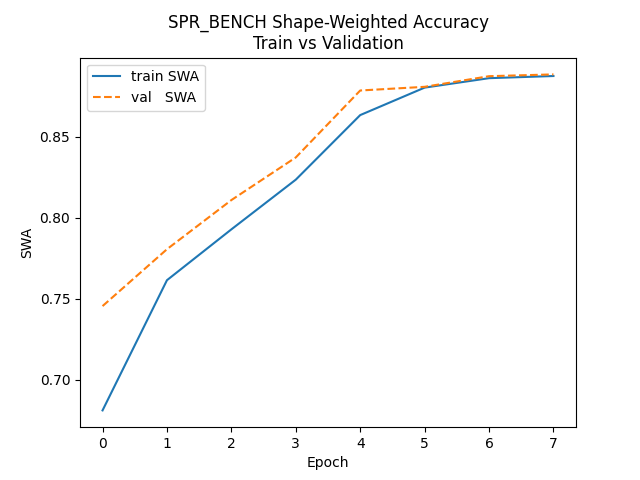 SPR_BENCH Shape-Weighted Accuracy
Train vs Validation
train SWA
val   SWA
0.85
0.80
0.75
0.70
SWA
0 1 2 3 4 5 6 7
Epoch